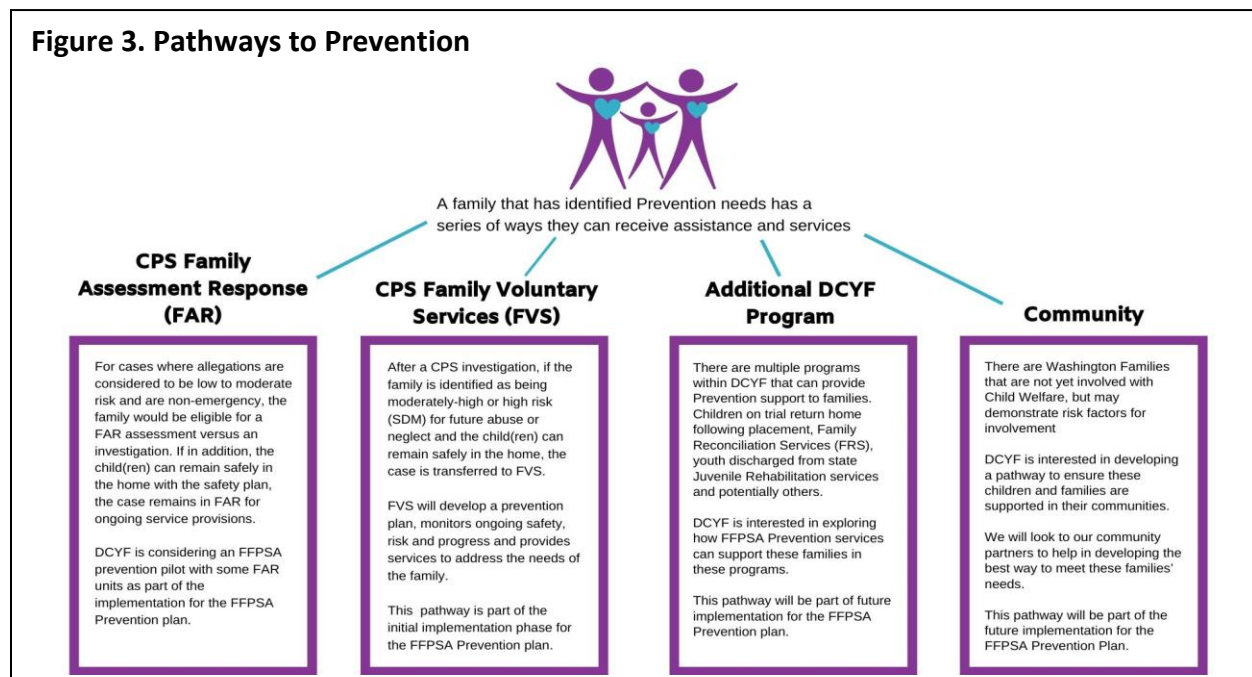 Figure 3. Pathways to Prevention
A family that has identified Prevention needs has a
series of ways they can receive assistance and services
CPS Family
Assessment Response
(FAR)
For cases where allegations are
considered to be low to moderate
risk and are non-emergency, the
family would be eligible for a
FAR assessment versus an
investigation. If in addition, the
child(ren) can remain safely in
the home with the safety plan,
the case remains in FAR for
ongoing service provisions.
DCYF is considering an FFPSA
prevention pilot with some FAR
units as part of the
implementation for the FFPSA
Prevention plan.
CPS Family Voluntary
Services (FVS)
After a CPS investigation, if the
family is identified as being
moderately-high or high risk
(SDM) for future abuse or
neglect and the child(ren) can
remain safely in the home, the
case is transferred to FVS.
FVS will develop a prevention
plan, monitors ongoing safety,
risk and progress and provides
services to address the needs of
the family.
This pathway is part of the
initial implementation phase for
the FFPSA Prevention plan.
Additional DCYF
Program
There are multiple programs
within DCYF that can provide
Prevention support to families.
Children on trial return home
following placement, Family
Reconciliation Services (FRS),
youth discharged from state
Juvenile Rehabilitation services
and potentially others.
DCYF is interested in exploring
how FFPSA Prevention services
can support these families in
these programs.
This pathway will be part of future
implementation for the FFPSA
Prevention plan.
Community
There are Washington Families
that are not yet involved with
Child Welfare, but may
demonstrate risk factors for
involvement
DCYF is interested in developing
a pathway to ensure these
children and families are
supported in their communities.
We will look to our community
partners to help in developing the
best way to meet these families'
needs.
This pathway will be part of the
future implementation for the
FFPSA Prevention Plan.